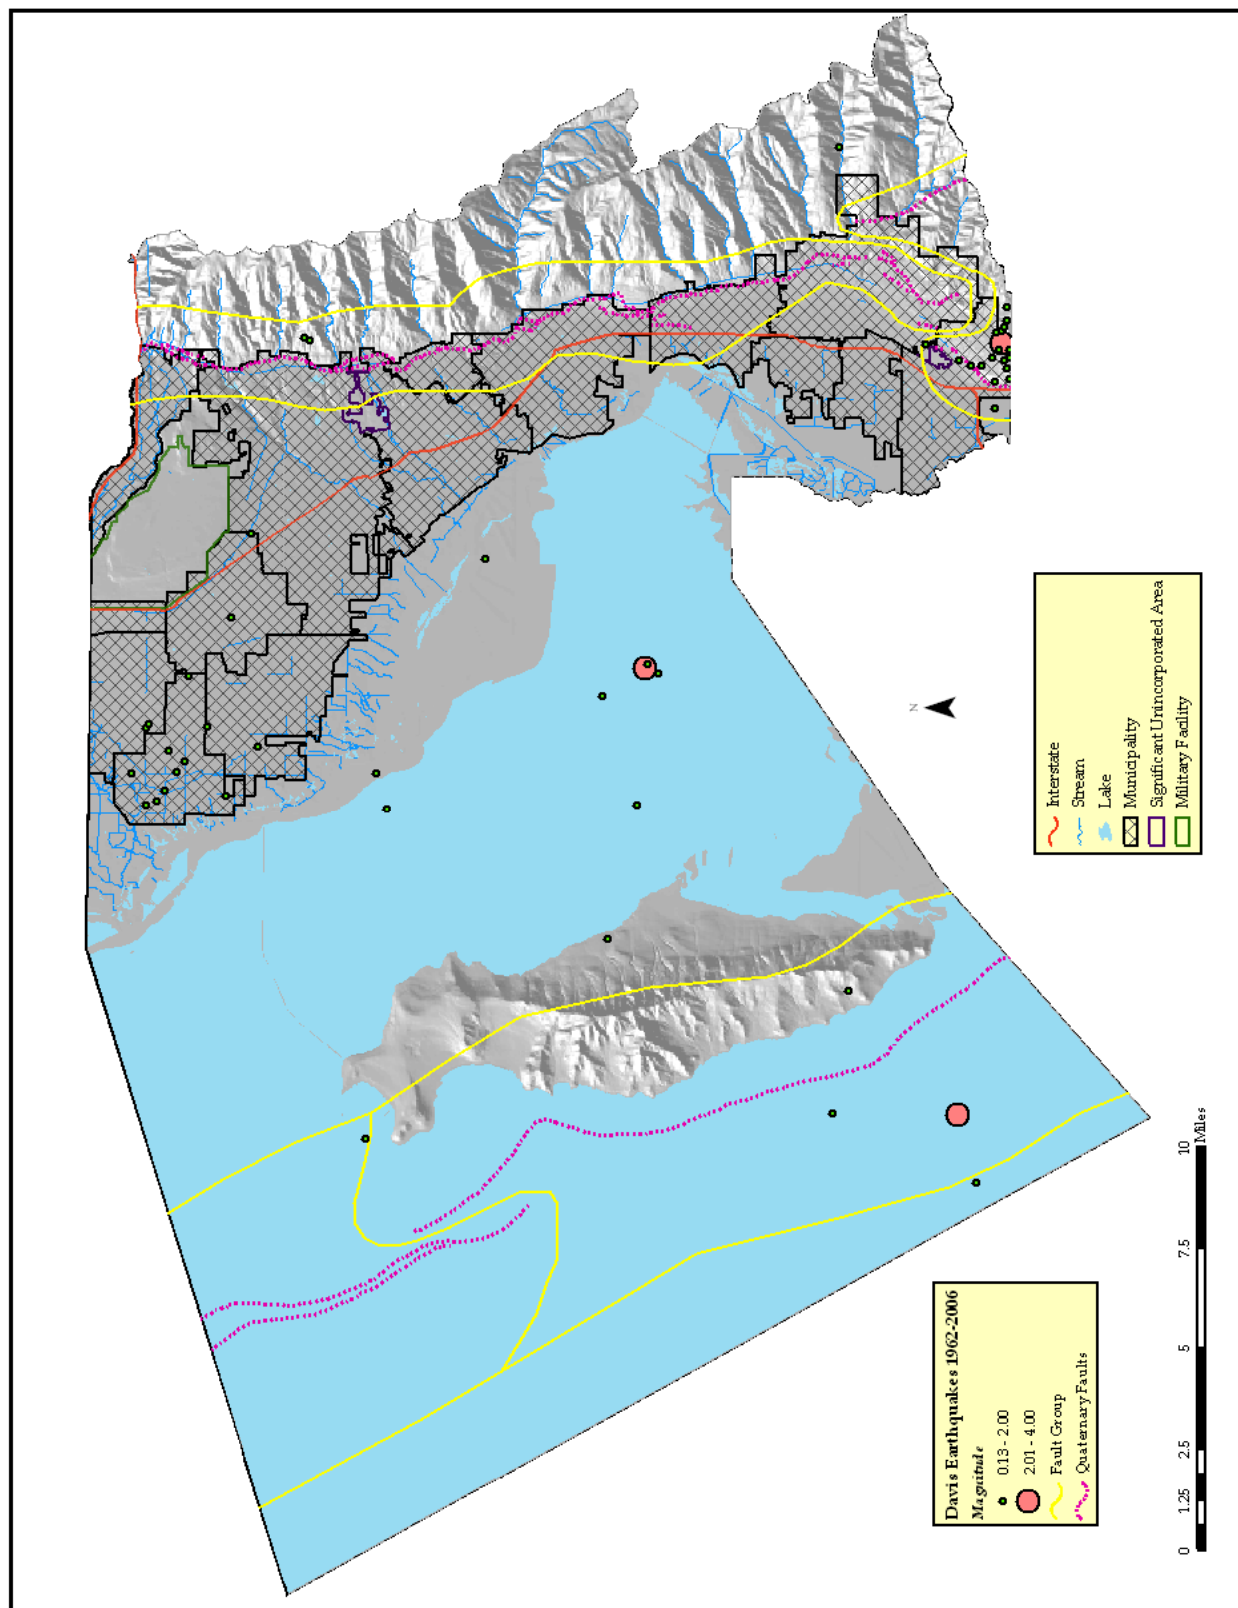 N
Interstate
Stream
Lake
Municipality
Significant Unincorporated Area
Military Facility
Davis Earthquakes 1962-2006
Magnitude
0.13 - 2.00
2.01 - 4.00
Fault Group
Quaternary Faults
0 1.25 2.5 5 7.5 10
Miles